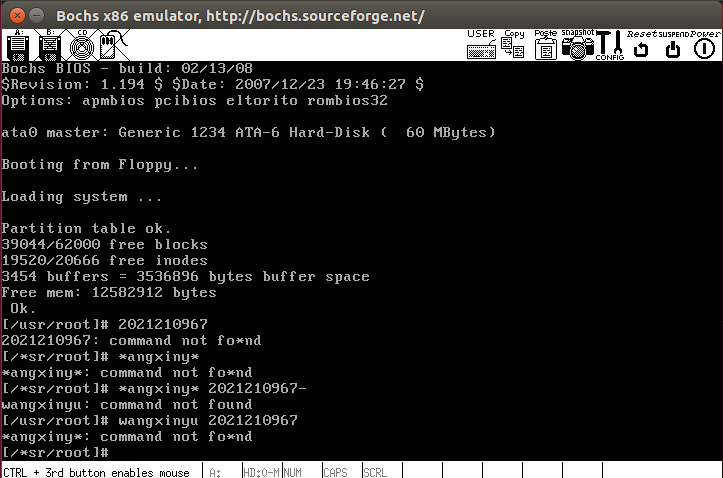 Bochs x86 emulator, http://bochs.sourceforge.net/
A: B: CD USER Copy Paste snapshot CONFIG Reset SUSPEND Power
Bochs BIOS - build: 02/13/08
$Revision: 1.194 $ $Date: 2007/12/23 19:46:27 $
Options: apmbios pcibios eltorito rombios32
ata0 master: Generic 1234 ATA-6 Hard-Disk (  60 MBytes)
Booting from Floppy...
Loading system ...
Partition table ok.
39044/62000 free blocks
19520/20666 free inodes
3454 buffers = 3536896 bytes buffer space
Free mem: 12582912 bytes
 Ok.
[/usr/root]# 2021210967
2021210967: command not fo*nd
[/*sr/root]# *angxiny*
*angxiny*: command not fo*nd
[/*sr/root]# *angxiny* 2021210967-
wangxinyu: command not found
[/usr/root]# wangxinyu 2021210967
*angxiny*: command not fo*nd
[/*sr/root]#
CTRL + 3rd button enables mouse A: HD:0-M NUM CAPS SCRL